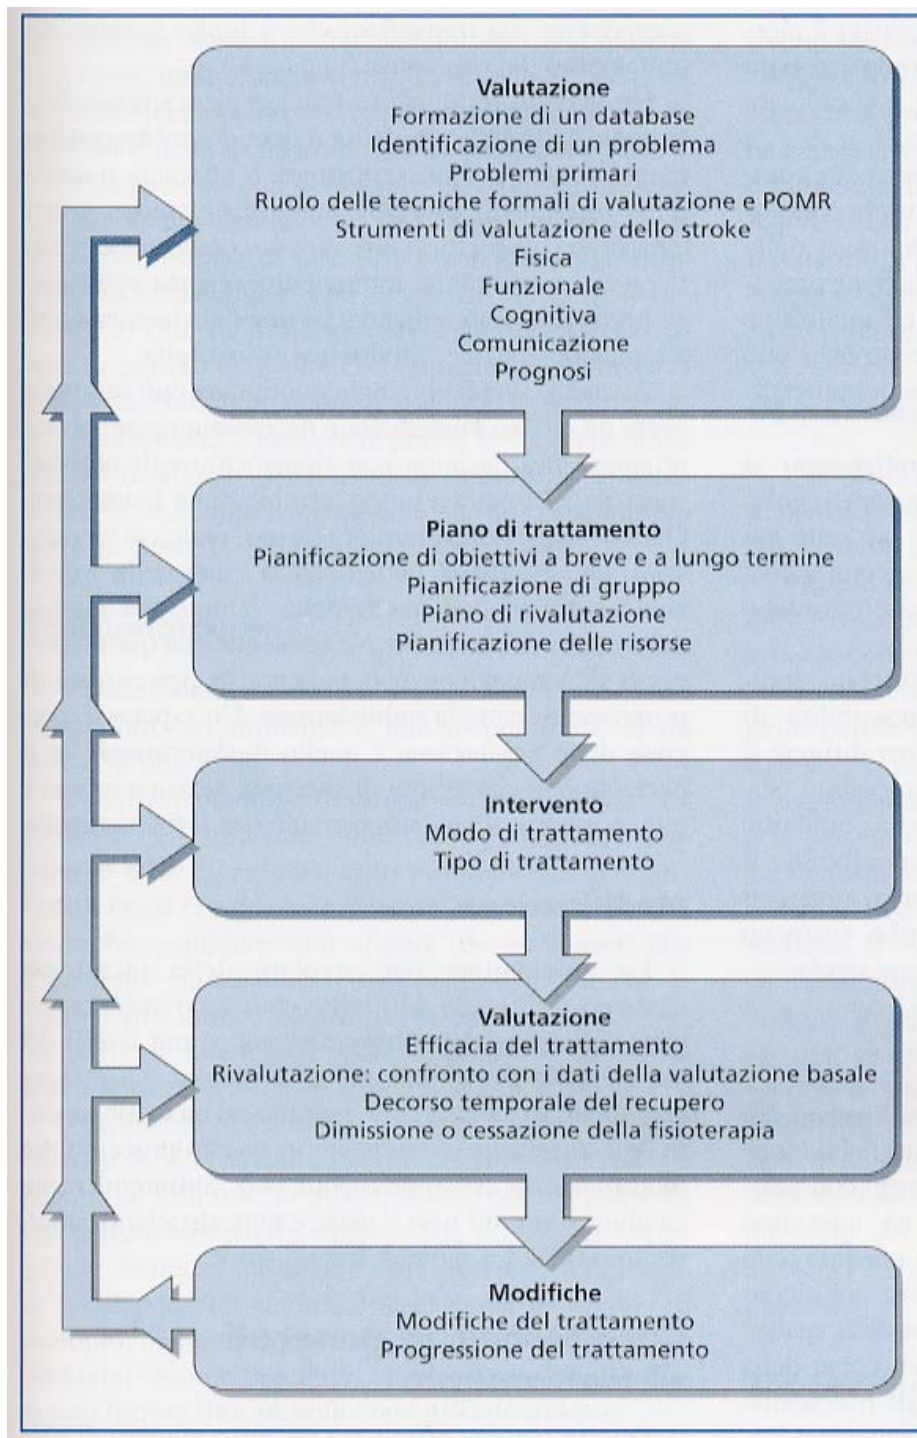 Valutazione
Formazione di un database
Identificazione di un problema
Problemi primari
Ruolo delle tecniche formali di valutazione e POMR
Strumenti di valutazione dello stroke
Fisica
Funzionale
Cognitiva
Comunicazione
Prognosi
Piano di trattamento
Pianificazione di obiettivi a breve e a lungo termine
Pianificazione di gruppo
Piano di rivalutazione
Pianificazione delle risorse
Intervento
Modo di trattamento
Tipo di trattamento
Valutazione
Efficacia del trattamento
Rivalutazione: confronto con i dati della valutazione basale
Decorso temporale del recupero
Dimissione o cessazione della fisioterapia
Modifiche
Modifiche del trattamento
Progressione del trattamento